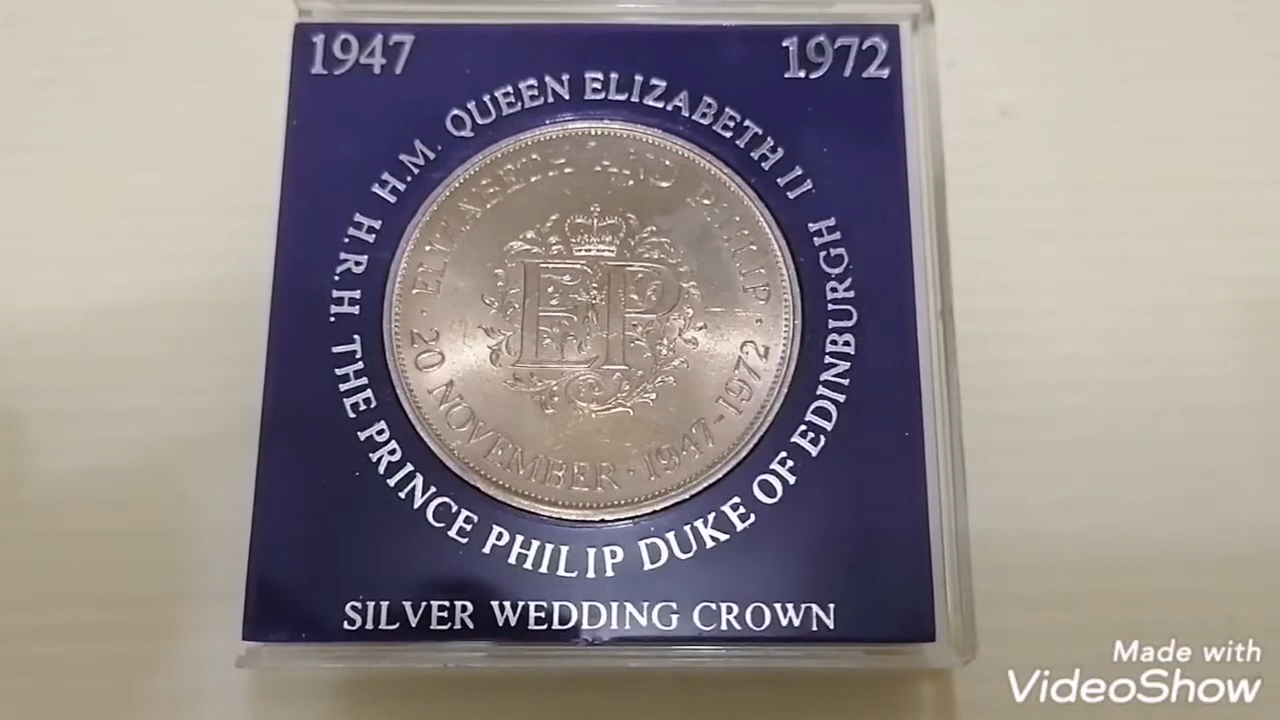 1947 1972
H.M. QUEEN ELIZABETH II
H.R.H. THE PRINCE PHILIP DUKE OF EDINBURGH
ELIZABETH AND PHILIP
EP
20 NOVEMBER · 1947-1972
SILVER WEDDING CROWN
Made with
VideoShow